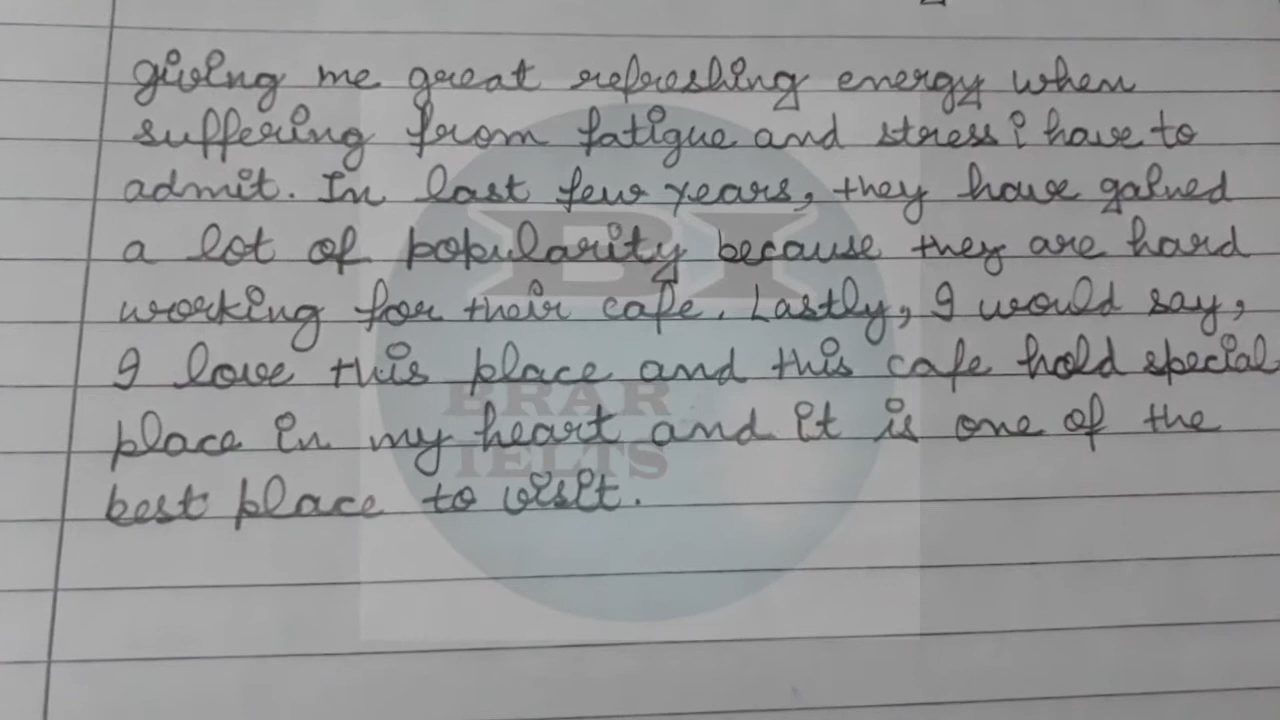 giving me great refreshing energy when
suffering from fatigue and stress i have to
admit. In last few years, they have gained
a lot of popularity because they are hard
working for their cafe. Lastly, I would say,
I love this place and this cafe hold special
place in my heart and it is one of the
best place to visit.
BI
BRAR
IELTS